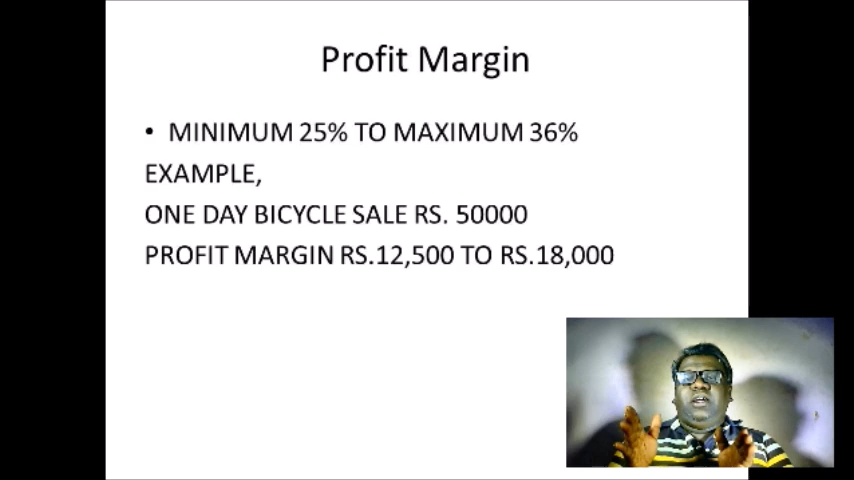 Profit Margin
• MINIMUM 25% TO MAXIMUM 36%
EXAMPLE,
ONE DAY BICYCLE SALE RS. 50000
PROFIT MARGIN RS.12,500 TO RS.18,000